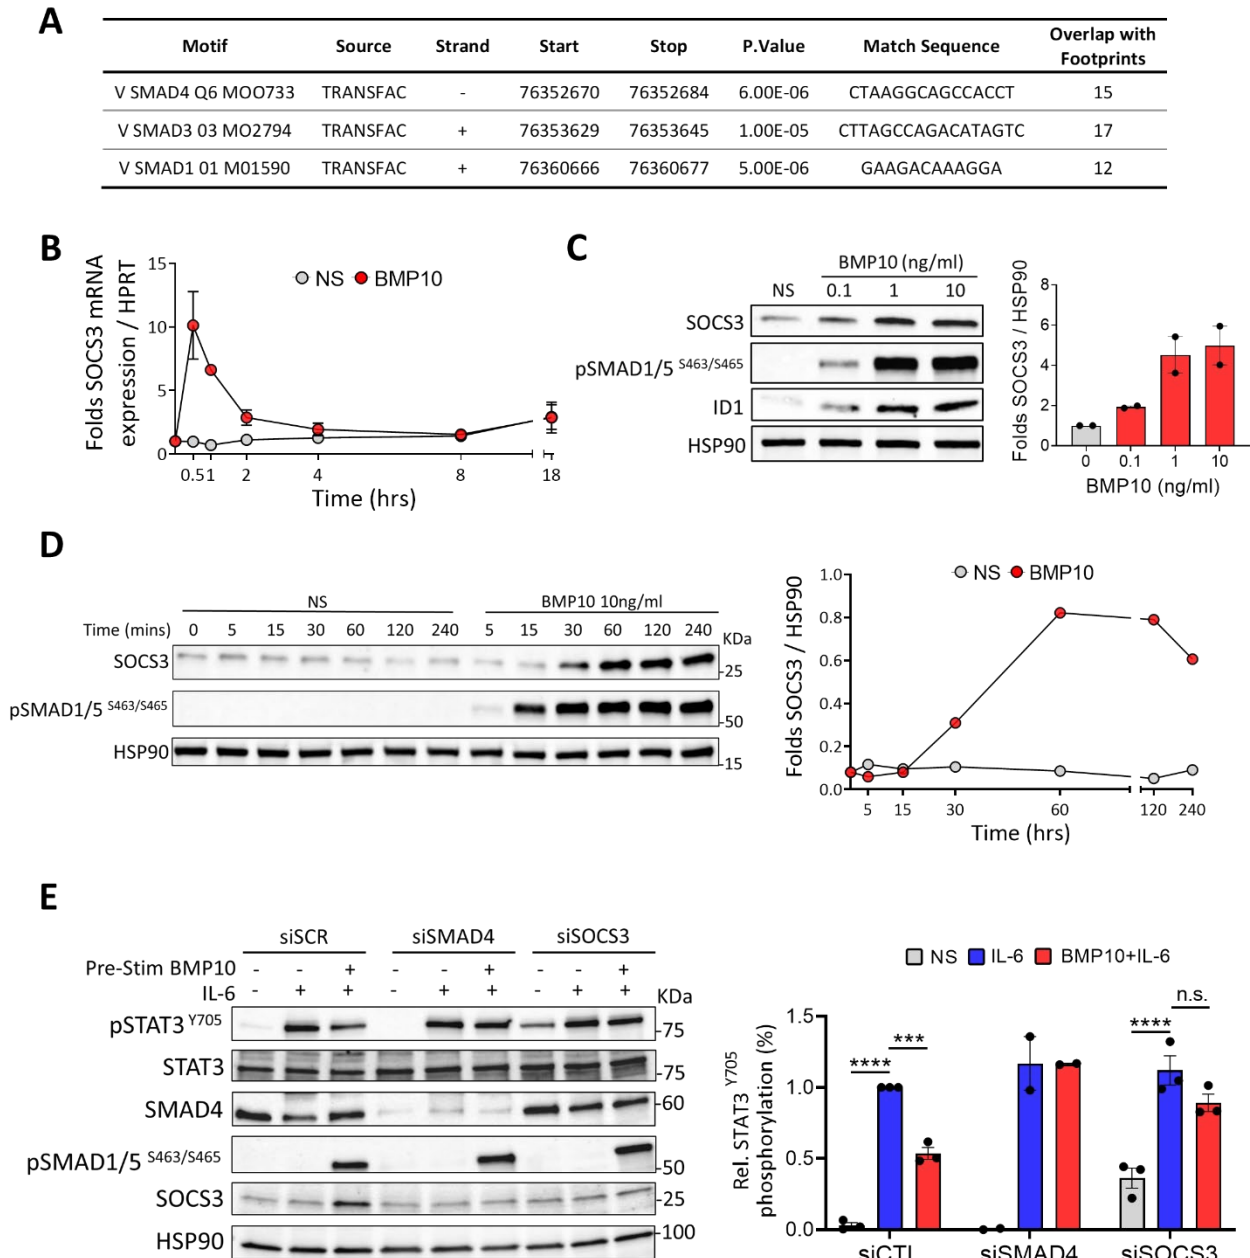 A
Motif Source Strand Start Stop P.Value Match Sequence Overlap with Footprints
V SMAD4 Q6 MOO733 TRANSFAC - 76352670 76352684 6.00E-06 CTAAGGCAGCCACCT 15
V SMAD3 03 MO2794 TRANSFAC + 76353629 76353645 1.00E-05 CTTAGCCAGACATAGTC 17
V SMAD1 01 M01590 TRANSFAC + 76360666 76360677 5.00E-06 GAAGACAAAGGA 12
B
Folds SOCS3 mRNA
expression / HPRT
15
10
5
0
NS BMP10
0.5 1 2 4 8 18
Time (hrs)
C
BMP10 (ng/ml)
NS 0.1 1 10
SOCS3
pSMAD1/5 S463/S465
ID1
HSP90
Folds SOCS3 / HSP90
8
6
4
2
0
0 0.1 1 10
BMP10 (ng/ml)
D
NS BMP10 10ng/ml
Time (mins) 0 5 15 30 60 120 240 5 15 30 60 120 240 KDa
SOCS3 -25
pSMAD1/5 S463/S465 -50
HSP90 -15
Folds SOCS3 / HSP90
1.0
0.8
0.6
0.4
0.2
0.0
NS BMP10
5 15 30 60 120 240
Time (hrs)
E
siSCR siSMAD4 siSOCS3
Pre-Stim BMP10 - - + - - + - - +
IL-6 - + + - + + - + + KDa
pSTAT3 Y705 -75
STAT3 -75
SMAD4 -60
pSMAD1/5 S463/S465 -50
SOCS3 -25
HSP90 -100
NS IL-6 BMP10+IL-6
Rel. STAT3 Y705
phosphorylation (%)
1.5
1.0
0.5
0.0
**** *** **** n.s.
siCTL siSMAD4 siSOCS3